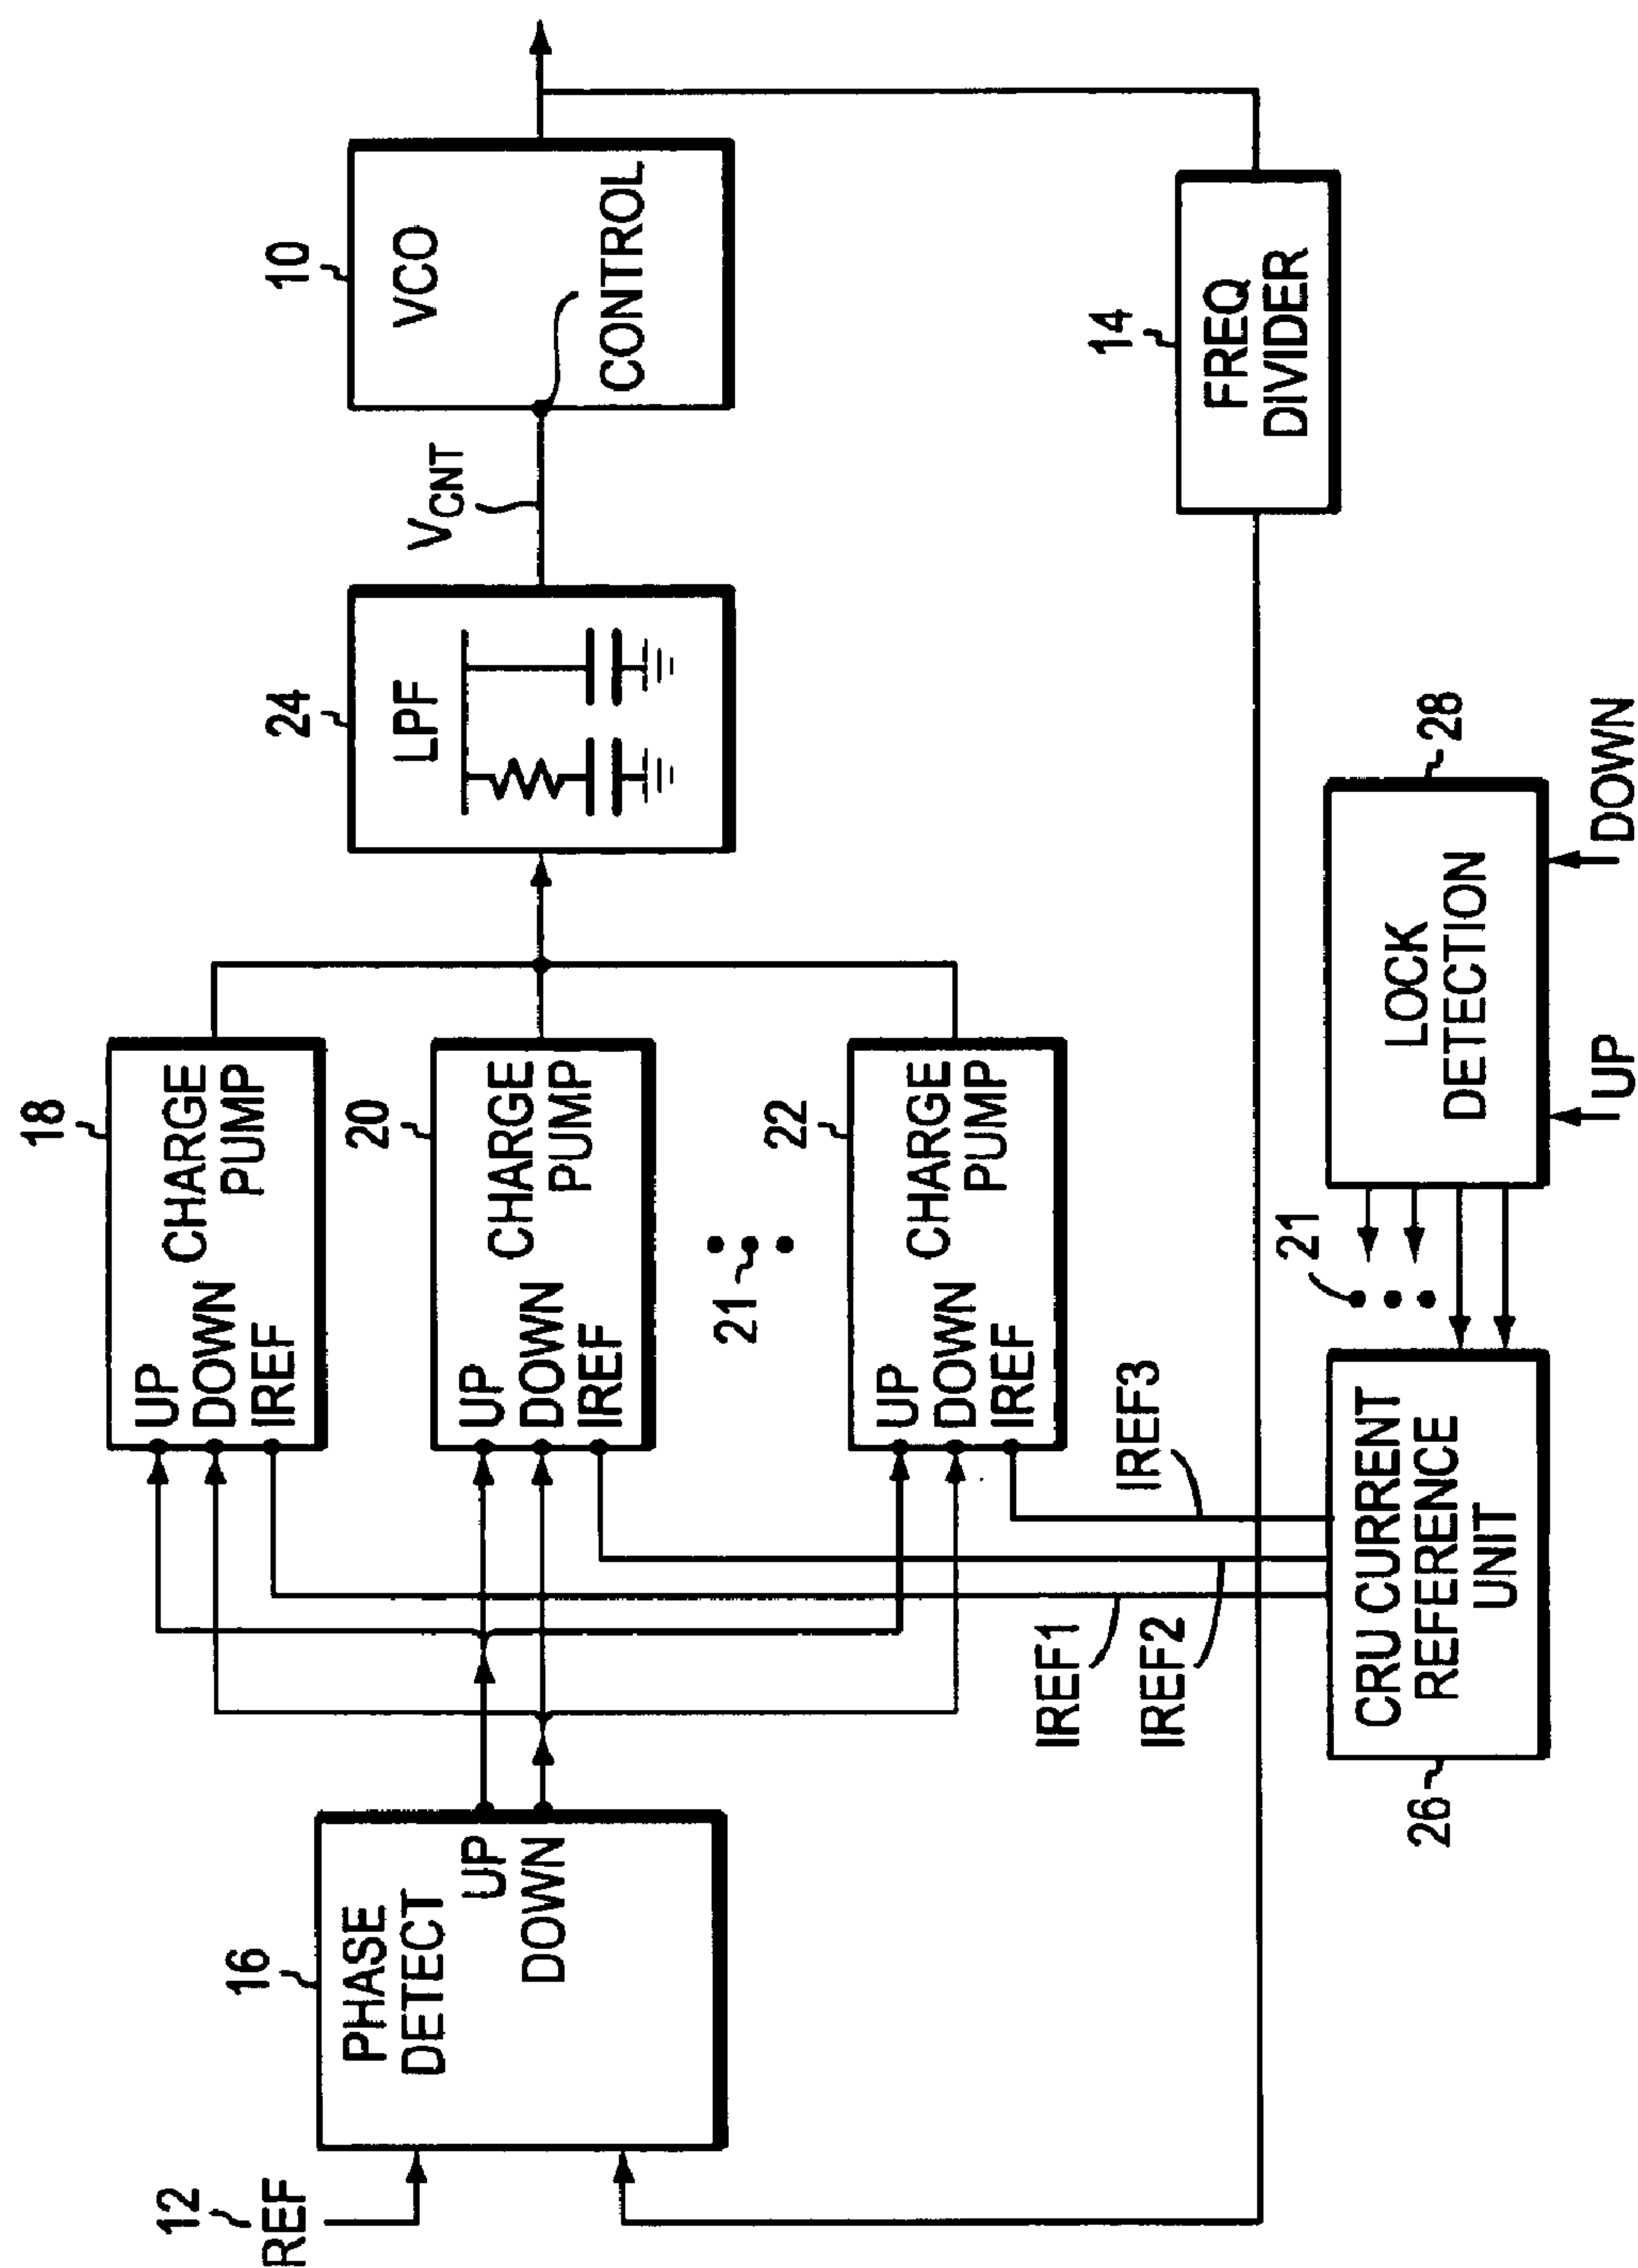 12
REF
16
PHASE
DETECT
UP
DOWN
18
CHARGE
PUMP
UP
DOWN
IREF
20
CHARGE
PUMP
UP
DOWN
IREF
21
22
CHARGE
PUMP
UP
DOWN
IREF
24
LPF
VCNT
10
VCO
CONTROL
14
FREQ
DIVIDER
IREF1
IREF2
IREF3
26
CRU CURRENT
REFERENCE
UNIT
21
28
LOCK
DETECTION
UP
DOWN